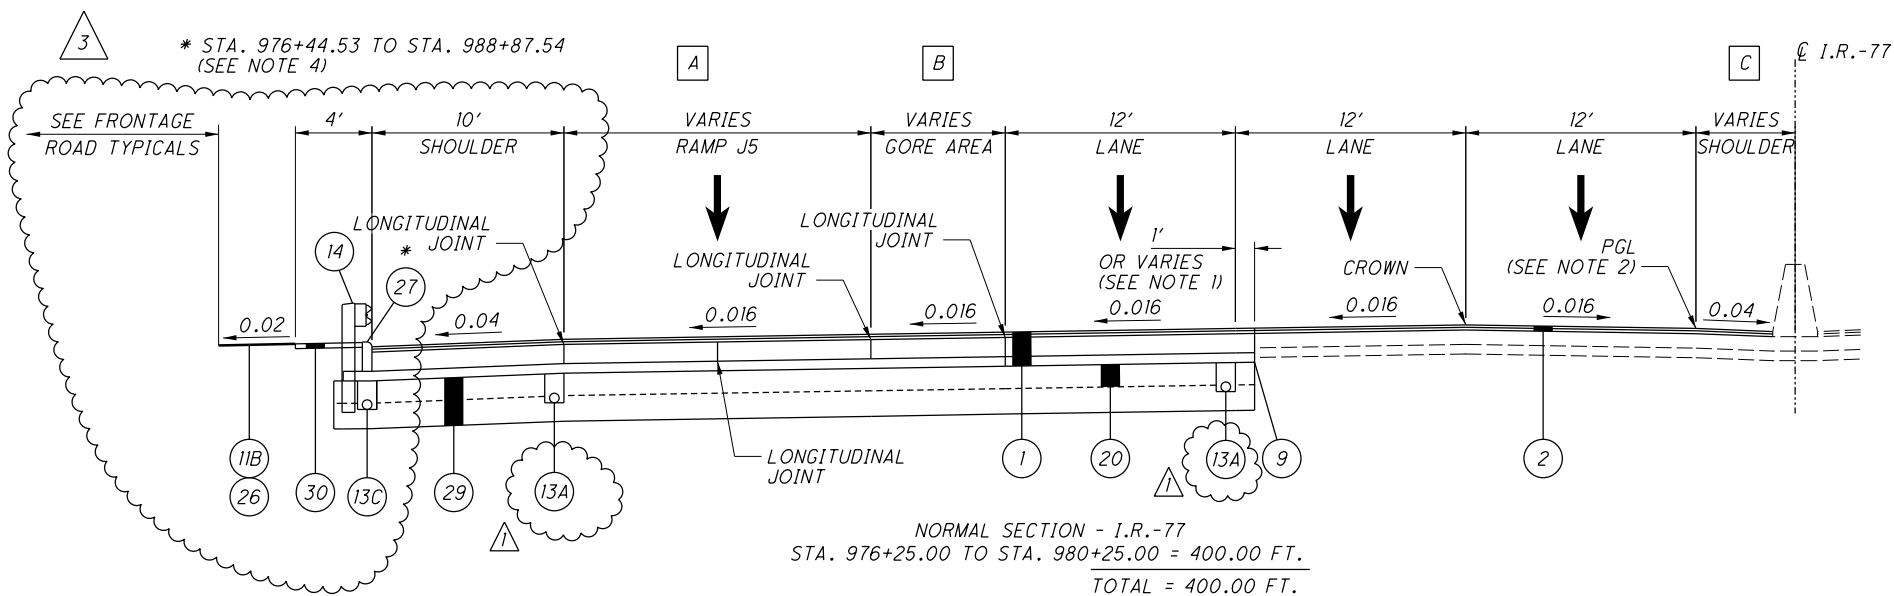 3
* STA. 976+44.53 TO STA. 988+87.54
(SEE NOTE 4)
A
B
C
℄ I.R.-77
SEE FRONTAGE
ROAD TYPICALS
4'
10'
SHOULDER
VARIES
RAMP J5
VARIES
GORE AREA
12'
LANE
12'
LANE
12'
LANE
VARIES
SHOULDER
LONGITUDINAL
JOINT
14
*
27
LONGITUDINAL
JOINT
LONGITUDINAL
JOINT
1'
OR VARIES
(SEE NOTE 1)
CROWN
PGL
(SEE NOTE 2)
0.02
0.04
0.016
0.016
0.016
0.016
0.016
0.04
11B
26
30
13C
29
13A
1
LONGITUDINAL
JOINT
1
20
1
13A
9
2
NORMAL SECTION - I.R.-77
STA. 976+25.00 TO STA. 980+25.00 = 400.00 FT.
TOTAL = 400.00 FT.